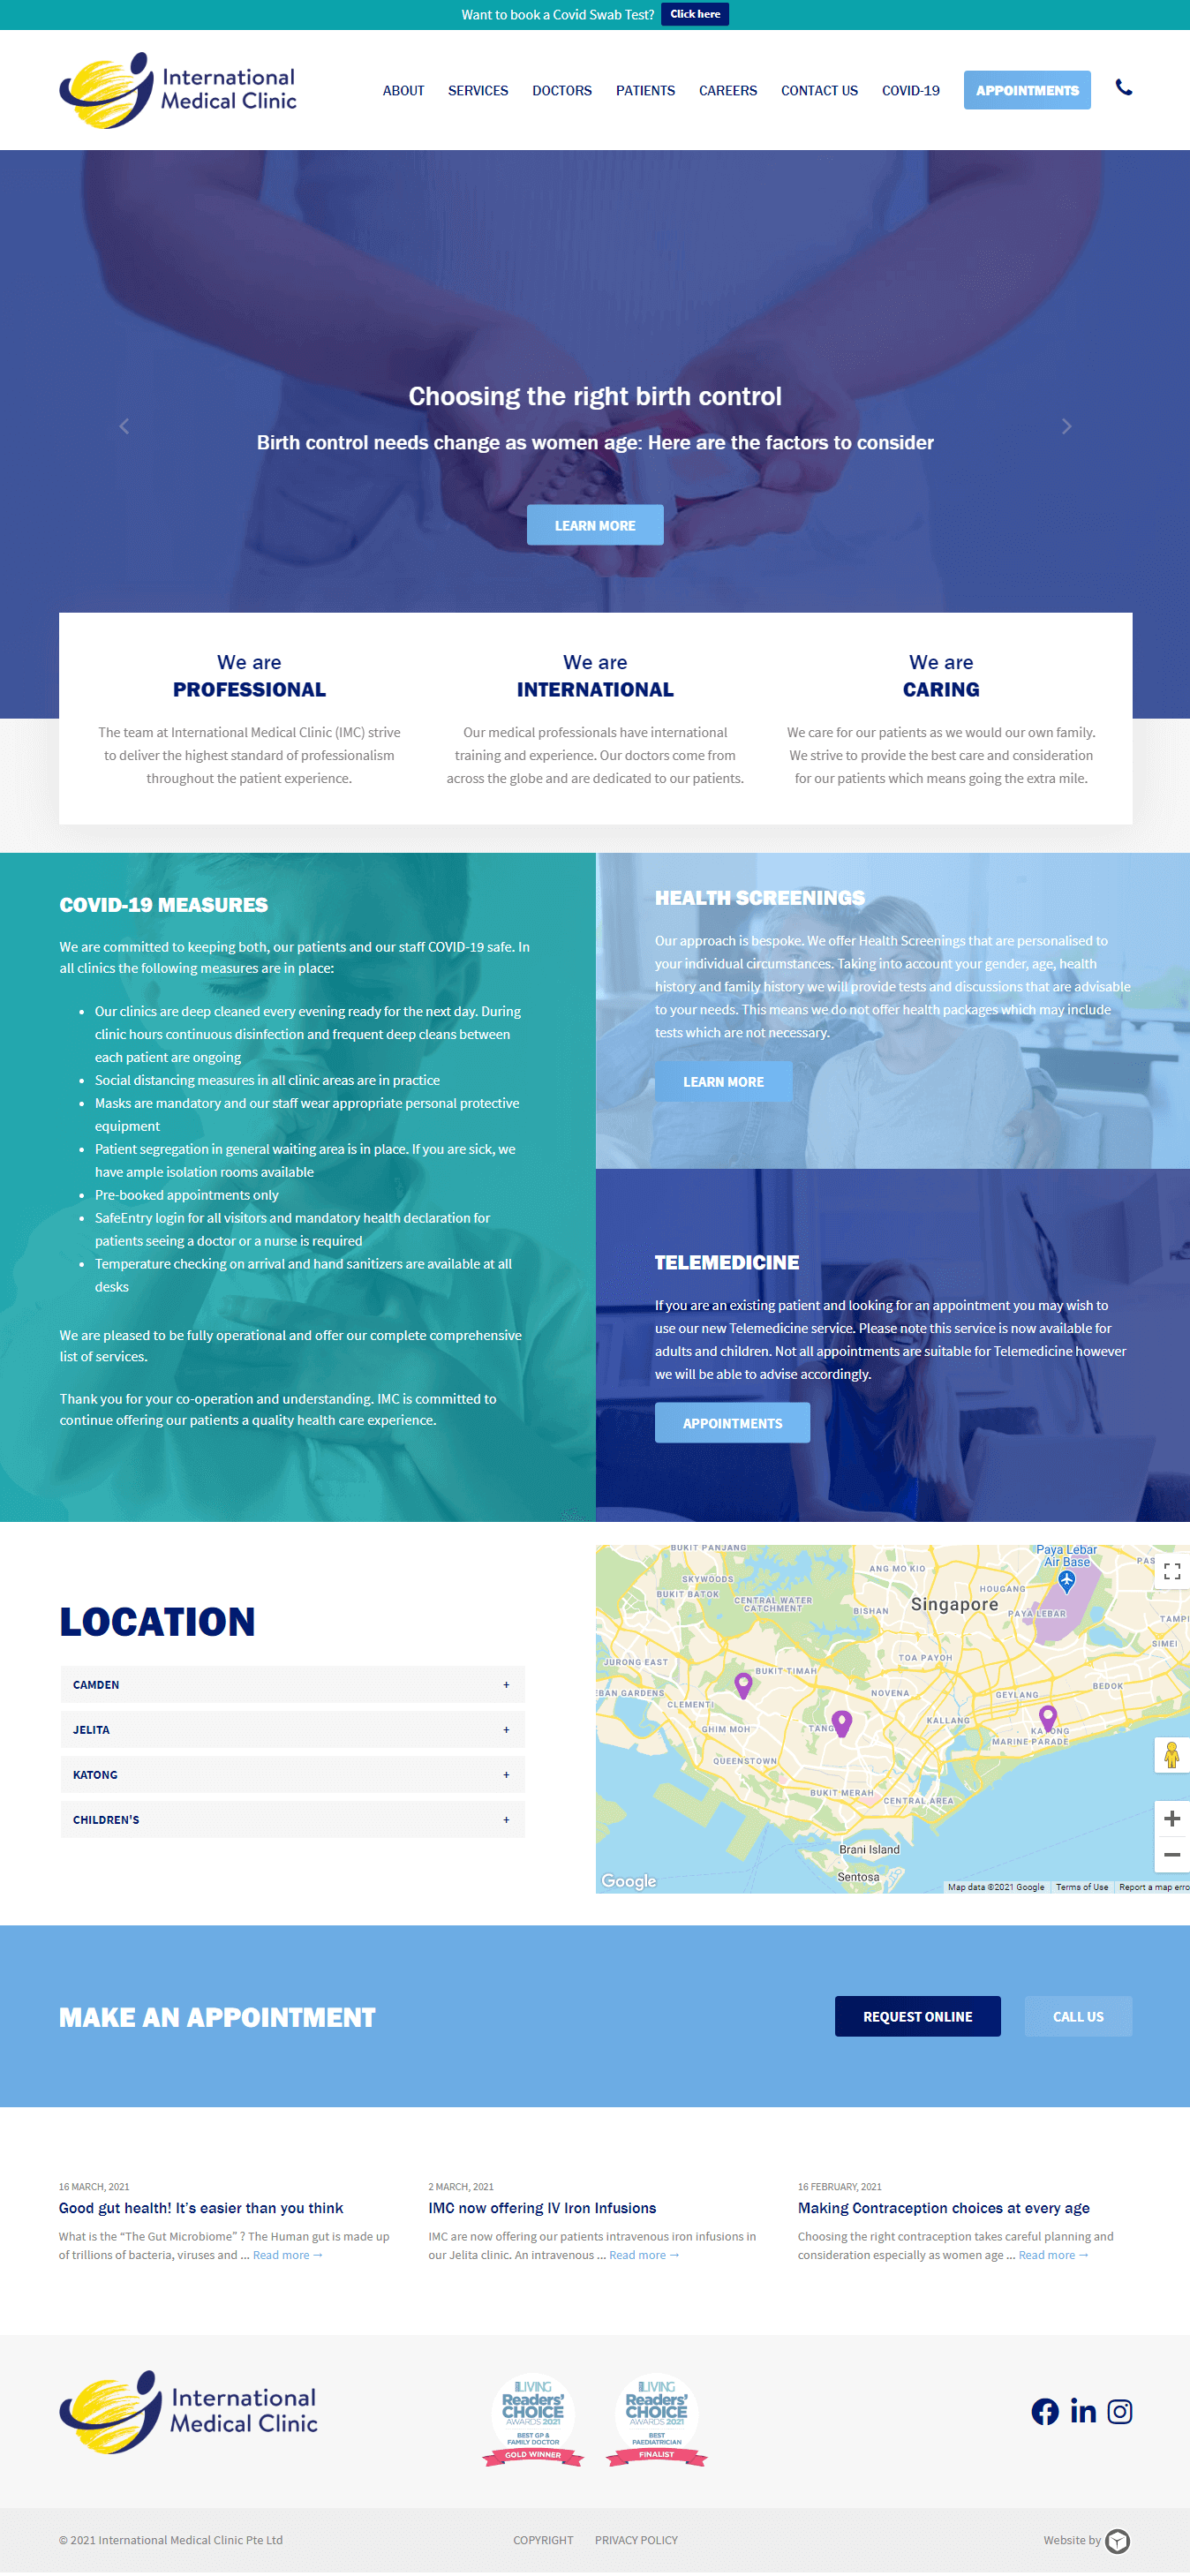 Want to book a Covid Swab Test? Click here
International
Medical Clinic
ABOUT SERVICES DOCTORS PATIENTS CAREERS CONTACT US COVID-19 APPOINTMENTS
Choosing the right birth control
Birth control needs change as women age: Here are the factors to consider
LEARN MORE
We are
PROFESSIONAL
The team at International Medical Clinic (IMC) strive
to deliver the highest standard of professionalism
throughout the patient experience.
We are
INTERNATIONAL
Our medical professionals have international
training and experience. Our doctors come from
across the globe and are dedicated to our patients.
We are
CARING
We care for our patients as we would our own family.
We strive to provide the best care and consideration
for our patients which means going the extra mile.
COVID-19 MEASURES
We are committed to keeping both, our patients and our staff COVID-19 safe. In
all clinics the following measures are in place:
• Our clinics are deep cleaned every evening ready for the next day. During
clinic hours continuous disinfection and frequent deep cleans between
each patient are ongoing
• Social distancing measures in all clinic areas are in practice
• Masks are mandatory and our staff wear appropriate personal protective
equipment
• Patient segregation in general waiting area is in place. If you are sick, we
have ample isolation rooms available
• Pre-booked appointments only
• SafeEntry login for all visitors and mandatory health declaration for
patients seeing a doctor or a nurse is required
• Temperature checking on arrival and hand sanitizers are available at all
desks
We are pleased to be fully operational and offer our complete comprehensive
list of services.
Thank you for your co-operation and understanding. IMC is committed to
continue offering our patients a quality health care experience.
HEALTH SCREENINGS
Our approach is bespoke. We offer Health Screenings that are personalised to
your individual circumstances. Taking into account your gender, age, health
history and family history we will provide tests and discussions that are advisable
to your needs. This means we do not offer health packages which may include
tests which are not necessary.
LEARN MORE
TELEMEDICINE
If you are an existing patient and looking for an appointment you may wish to
use our new Telemedicine service. Please note this service is now available for
adults and children. Not all appointments are suitable for Telemedicine however
we will be able to advise accordingly.
APPOINTMENTS
LOCATION
CAMDEN +
JELITA +
KATONG +
CHILDREN'S +
BUKIT PANJANG
Paya Lebar
Air Base
PAS
ANG MO KIO
SKYWOODS
HOUGANG
BUKIT BATOK
CENTRAL WATER
CATCHMENT
BISHAN
Singapore
PAYA LEBAR
TAMPI
SIMEI
TOA PAYOH
JURONG EAST
BUKIT TIMAH
BEDOK
BAN GARDENS
CLEMENTI
NOVENA
GEYLANG
KALLANG
GHIM MOH
TANG
KATONG
MARINE PARADE
QUEENSTOWN
BUKIT MERAH
CENTRAL AREA
Brani Island
Sentosa
Google
Map data ©2021 Google Terms of Use Report a map erro
MAKE AN APPOINTMENT
REQUEST ONLINE CALL US
16 MARCH, 2021
Good gut health! It's easier than you think
What is the “The Gut Microbiome” ? The Human gut is made up
of trillions of bacteria, viruses and ... Read more →
2 MARCH, 2021
IMC now offering IV Iron Infusions
IMC are now offering our patients intravenous iron infusions in
our Jelita clinic. An intravenous ... Read more →
16 FEBRUARY, 2021
Making Contraception choices at every age
Choosing the right contraception takes careful planning and
consideration especially as women age ... Read more →
International
Medical Clinic
LIVING
Readers'
CHOICE
AWARDS 2021
BEST GP &
FAMILY DOCTOR
GOLD WINNER
LIVING
Readers'
CHOICE
AWARDS 2021
BEST
PAEDIATRICIAN
FINALIST
© 2021 International Medical Clinic Pte Ltd
COPYRIGHT PRIVACY POLICY
Website by